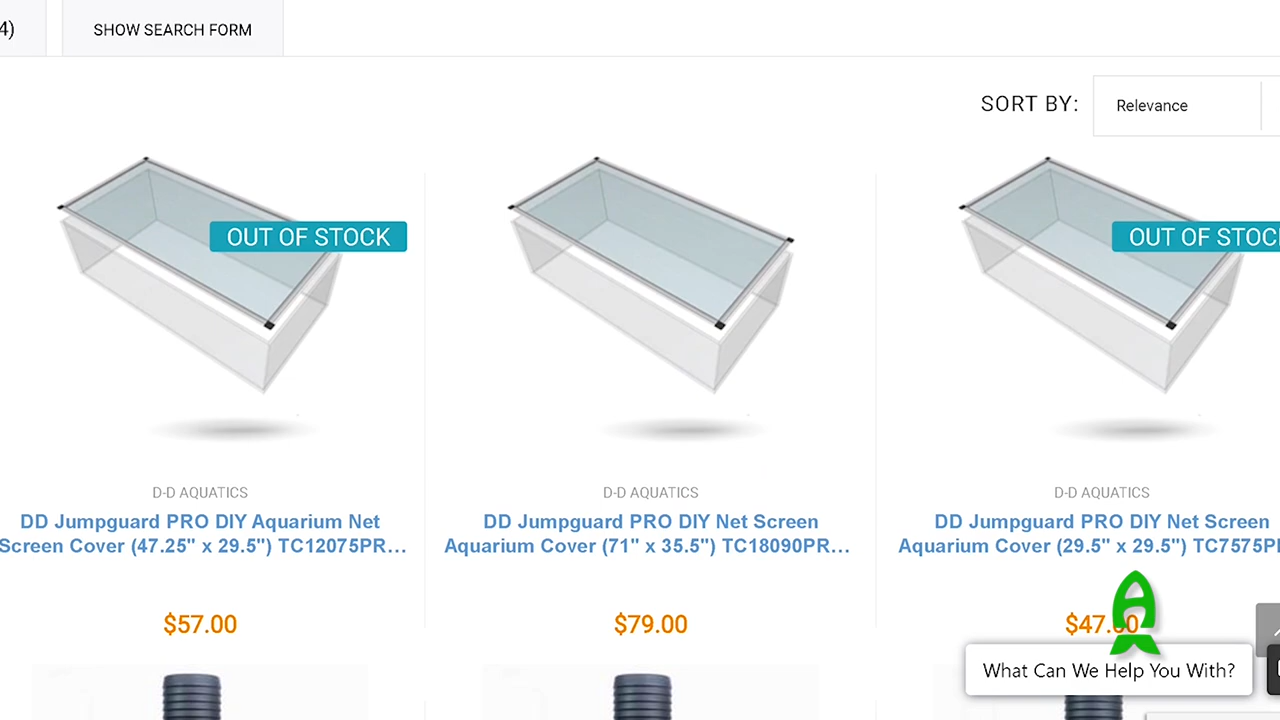 4)
SHOW SEARCH FORM
SORT BY:
Relevance
OUT OF STOCK
OUT OF STOC
D-D AQUATICS
DD Jumpguard PRO DIY Aquarium Net
Screen Cover (47.25" x 29.5") TC12075PR...
$57.00
D-D AQUATICS
DD Jumpguard PRO DIY Net Screen
Aquarium Cover (71" x 35.5") TC18090PR...
$79.00
D-D AQUATICS
DD Jumpguard PRO DIY Net Screen
Aquarium Cover (29.5" x 29.5") TC7575P
$47.00
What Can We Help You With?